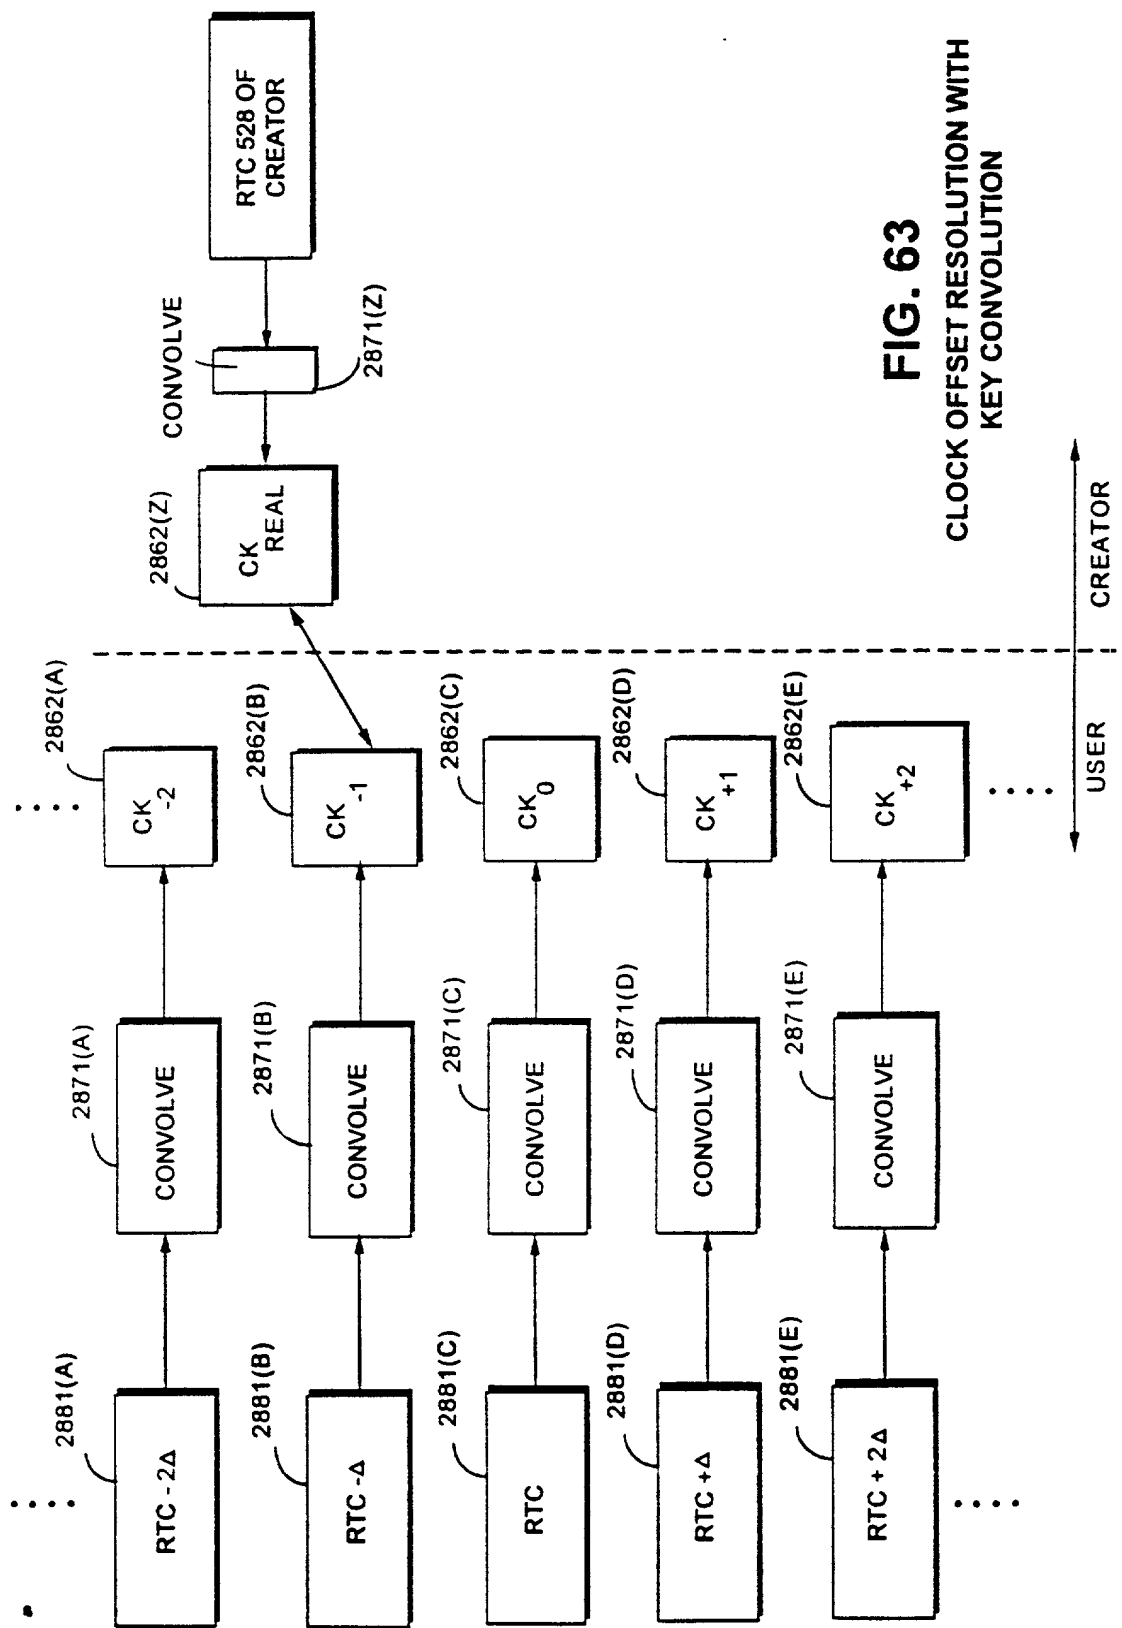 2881(A)
RTC - 2Δ
2871(A)
CONVOLVE
2862(A)
CK -2
2881(B)
RTC -Δ
2871(B)
CONVOLVE
2862(B)
CK -1
2881(C)
RTC
2871(C)
CONVOLVE
2862(C)
CK 0
2881(D)
RTC +Δ
2871(D)
CONVOLVE
2862(D)
CK +1
2881(E)
RTC + 2Δ
2871(E)
CONVOLVE
2862(E)
CK +2
2862(Z)
CK REAL
CONVOLVE
2871(Z)
RTC 528 OF
CREATOR
USER
CREATOR
FIG. 63
CLOCK OFFSET RESOLUTION WITH
KEY CONVOLUTION